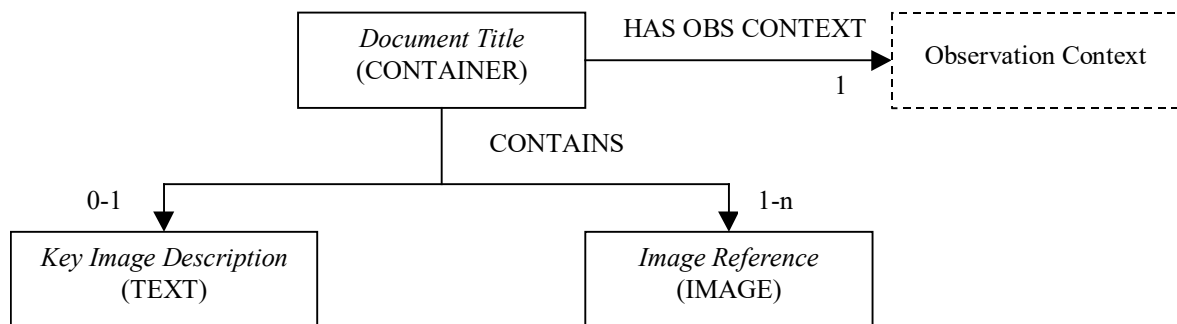 Document Title
(CONTAINER)
HAS OBS CONTEXT
1
Observation Context
CONTAINS
0-1
1-n
Key Image Description
(TEXT)
Image Reference
(IMAGE)